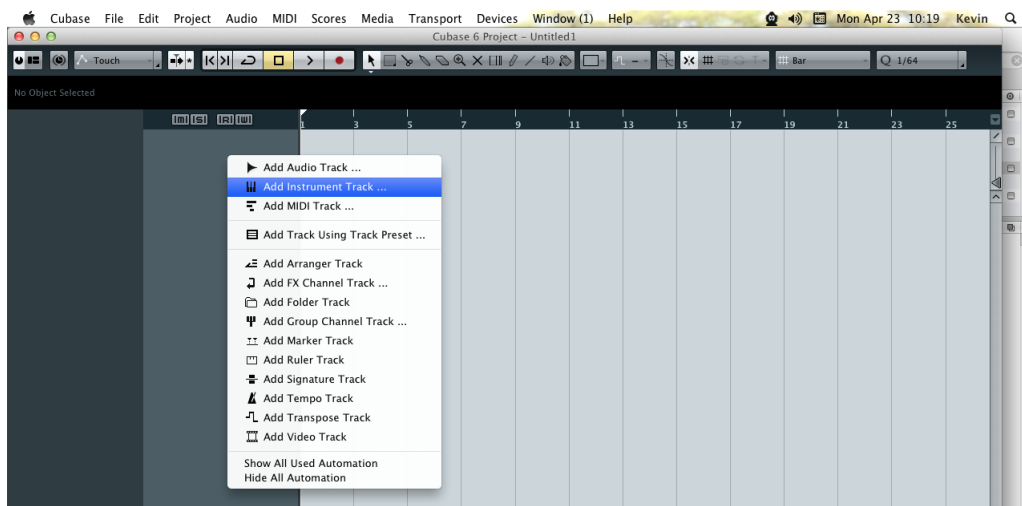 Cubase File Edit Project Audio MIDI Scores Media Transport Devices Window (1) Help Mon Apr 23 10:19 Kevin
Cubase 6 Project – Untitled1
Touch Bar Q 1/64
No Object Selected
M S R W
1 3 5 7 9 11 13 15 17 19 21 23 25
Add Audio Track ...
Add Instrument Track ...
Add MIDI Track ...
Add Track Using Track Preset ...
Add Arranger Track
Add FX Channel Track ...
Add Folder Track
Add Group Channel Track ...
Add Marker Track
Add Ruler Track
Add Signature Track
Add Tempo Track
Add Transpose Track
Add Video Track
Show All Used Automation
Hide All Automation